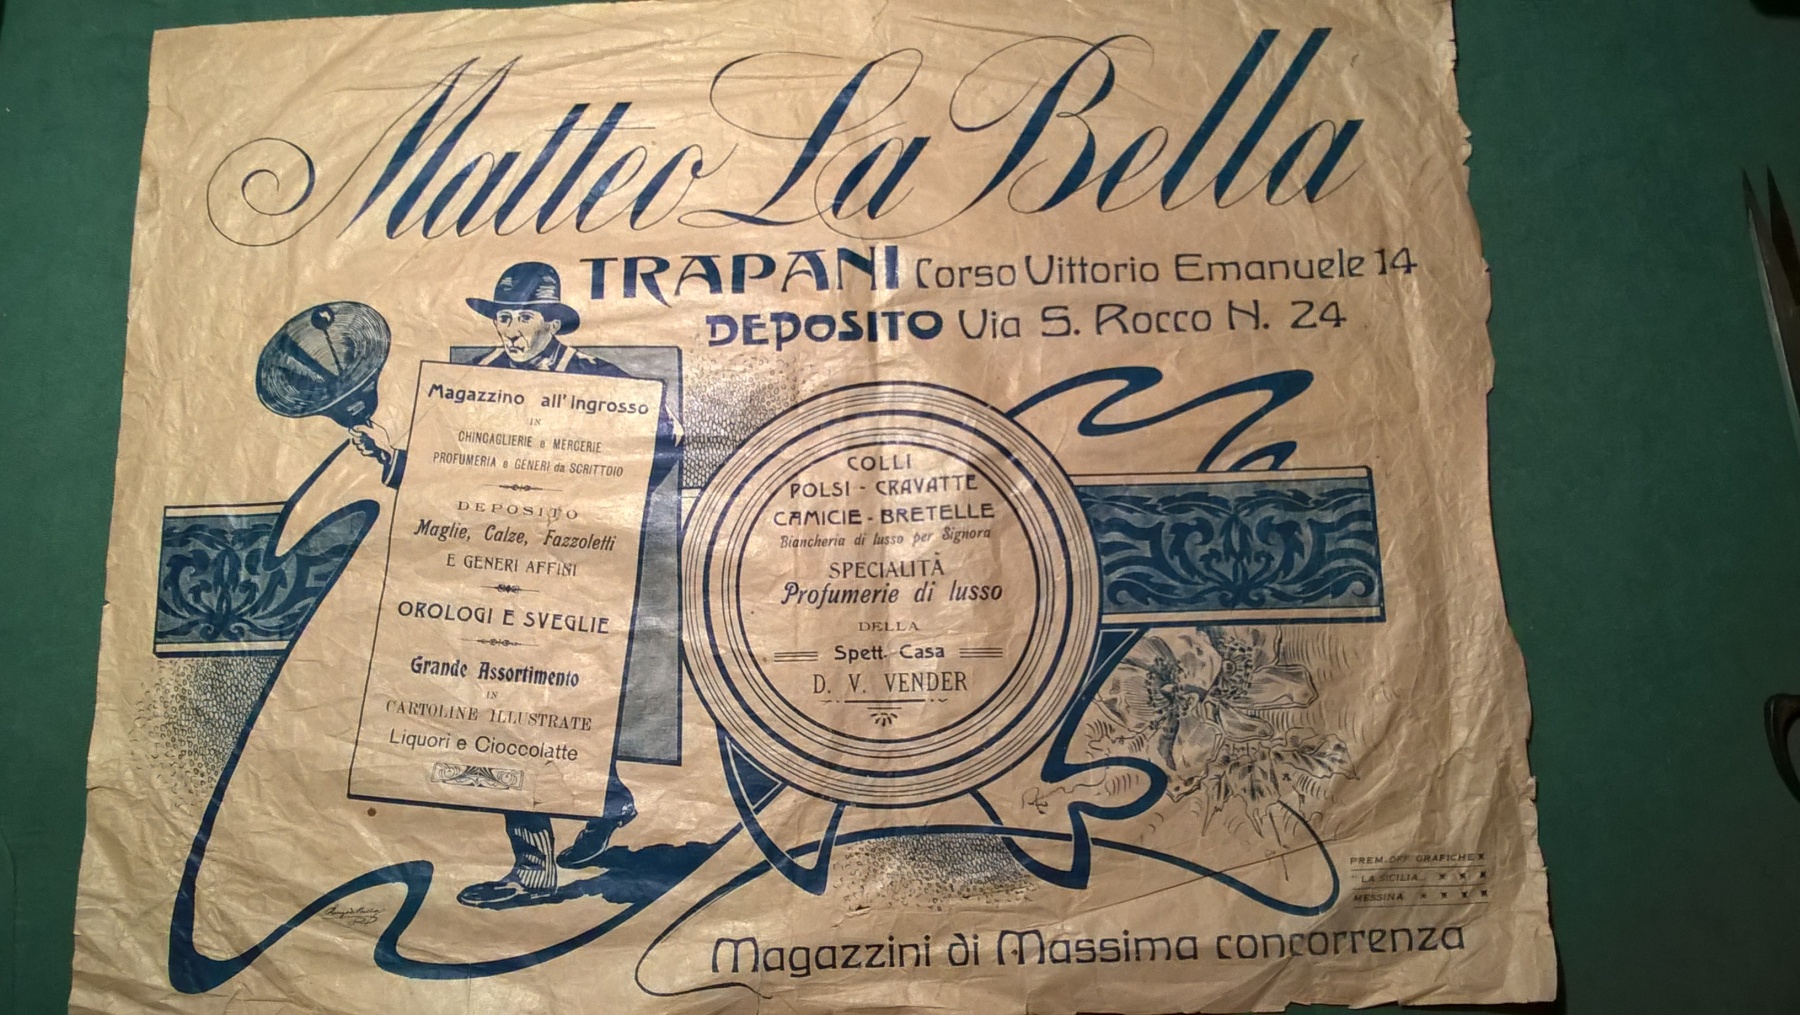 Matteo La Bella
TRAPANI Corso Vittorio Emanuele 14
DEPOSITO Via S. Rocco N. 24
Magazzino all'Ingrosso
IN
CHINCAGLIERIE e MERCERIE
PROFUMERIA e GENERI da SCRITTOIO
DEPOSITO
Maglie, Calze, Fazzoletti
E GENERI AFFINI
OROLOGI E SVEGLIE
Grande Assortimento
IN
CARTOLINE ILLUSTRATE
Liquori e Cioccolatte
COLLI
POLSI - CRAVATTE
CAMICIE - BRETELLE
Biancheria di lusso per Signora
SPECIALITÀ
Profumerie di lusso
DELLA
Spett. Casa
D. V. VENDER
PREM. OFF. GRAFICHE
"LA SICILIA"
MESSINA
Magazzini di Massima concorrenza